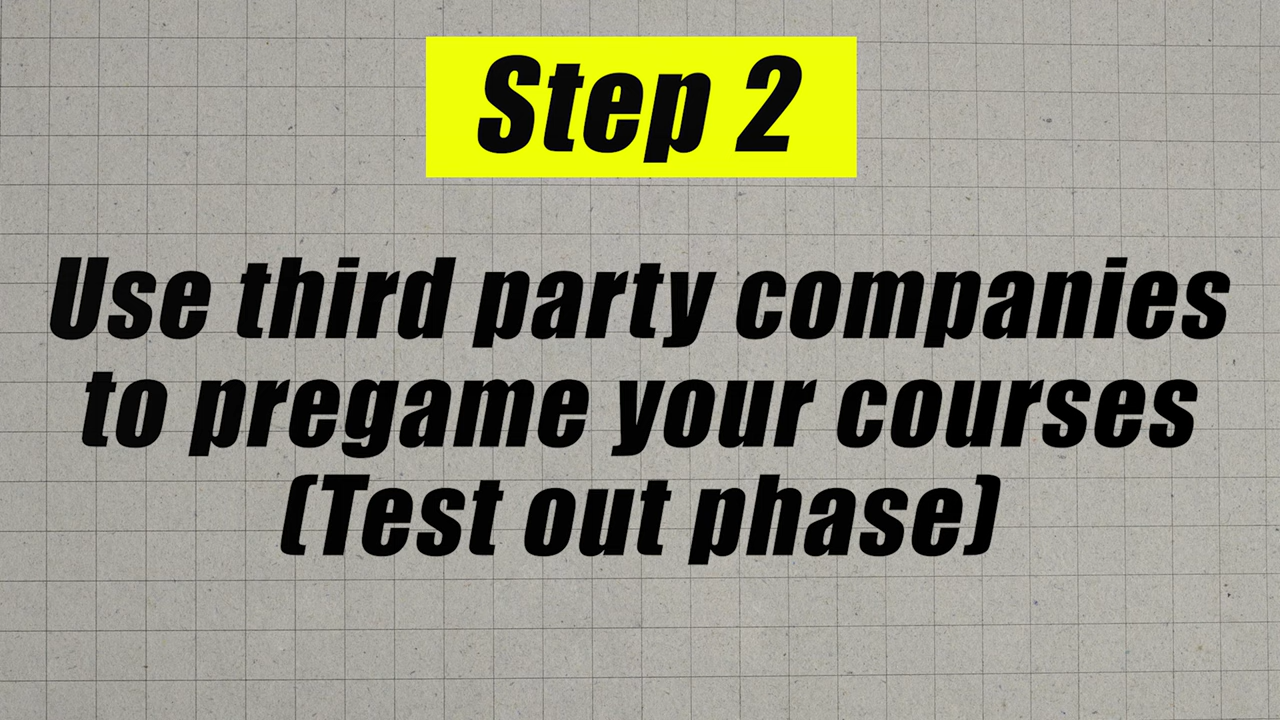 Step 2
Use third party companies
to pregame your courses
(Test out phase)